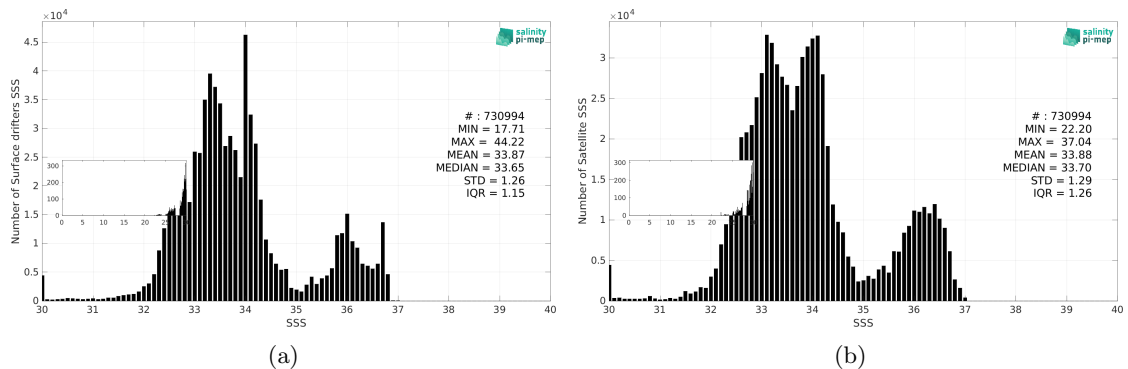 ×10⁴
4.5
4
3.5
3
2.5
2
1.5
1
0.5
0
Number of Surface drifters SSS
salinity
pi-mep
# : 730994
MIN = 17.71
MAX = 44.22
MEAN = 33.87
MEDIAN = 33.65
STD = 1.26
IQR = 1.15
300
200
100
0
0 5 10 15 20 25
30 31 32 33 34 35 36 37 38 39 40
SSS
(a)
×10⁴
3
2.5
2
1.5
1
0.5
0
Number of Satellite SSS
salinity
pi-mep
# : 730994
MIN = 22.20
MAX = 37.04
MEAN = 33.88
MEDIAN = 33.70
STD = 1.29
IQR = 1.26
300
200
100
0
0 5 10 15 20 25
30 31 32 33 34 35 36 37 38 39 40
SSS
(b)